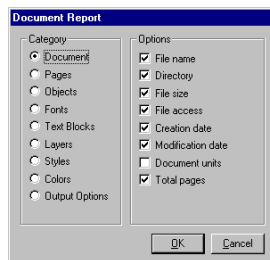 Document Report
Category
Document
Pages
Objects
Fonts
Text Blocks
Layers
Styles
Colors
Output Options
Options
File name
Directory
File size
File access
Creation date
Modification date
Document units
Total pages
OK
Cancel